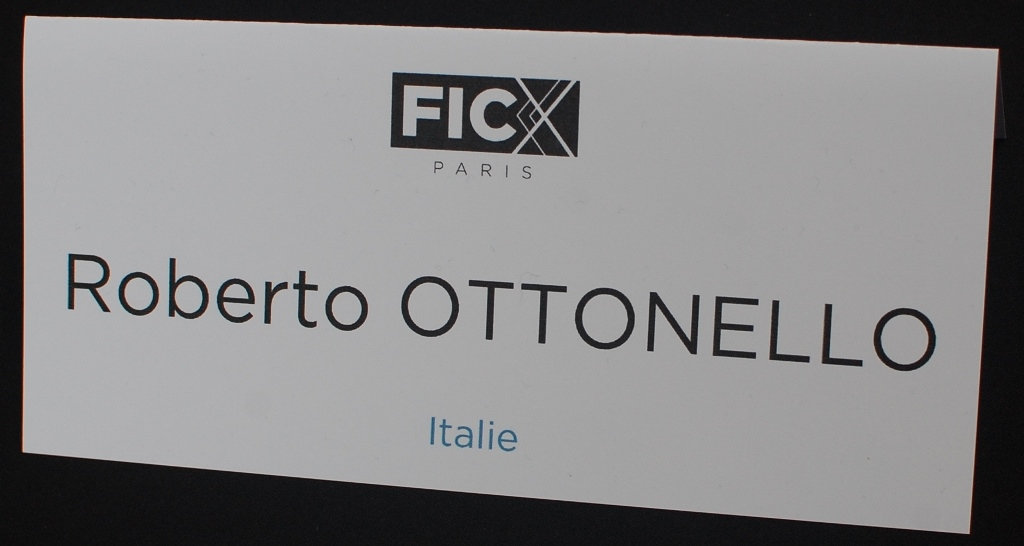 FICX
PARIS
Roberto OTTONELLO
Italie